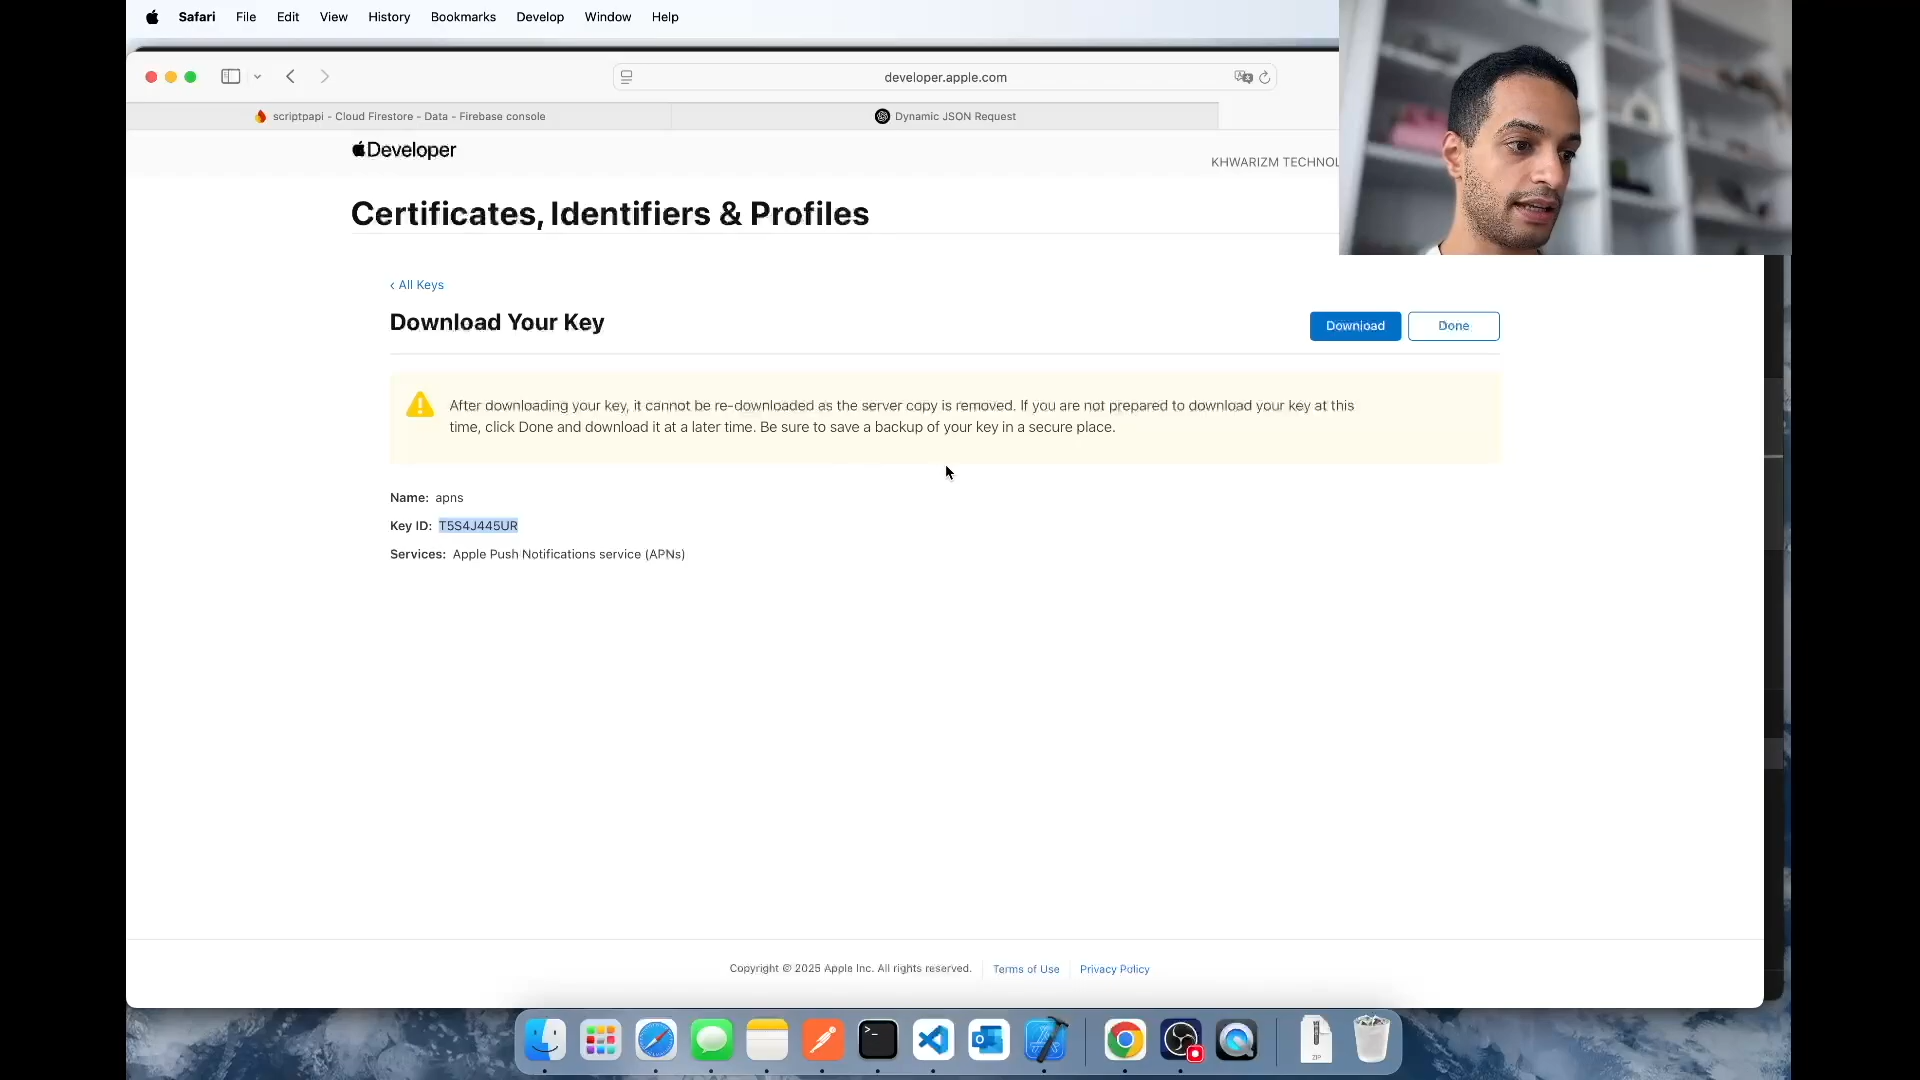 Safari File Edit View History Bookmarks Develop Window Help
developer.apple.com
scriptpapi - Cloud Firestore - Data - Firebase console
Dynamic JSON Request
Developer
KHWARIZM TECHNOL
Certificates, Identifiers & Profiles
‹ All Keys
Download Your Key
Download
Done
After downloading your key, it cannot be re-downloaded as the server copy is removed. If you are not prepared to download your key at this
time, click Done and download it at a later time. Be sure to save a backup of your key in a secure place.
Name: apns
Key ID: T5S4J445UR
Services: Apple Push Notifications service (APNs)
Copyright © 2025 Apple Inc. All rights reserved.
Terms of Use
Privacy Policy
ZIP